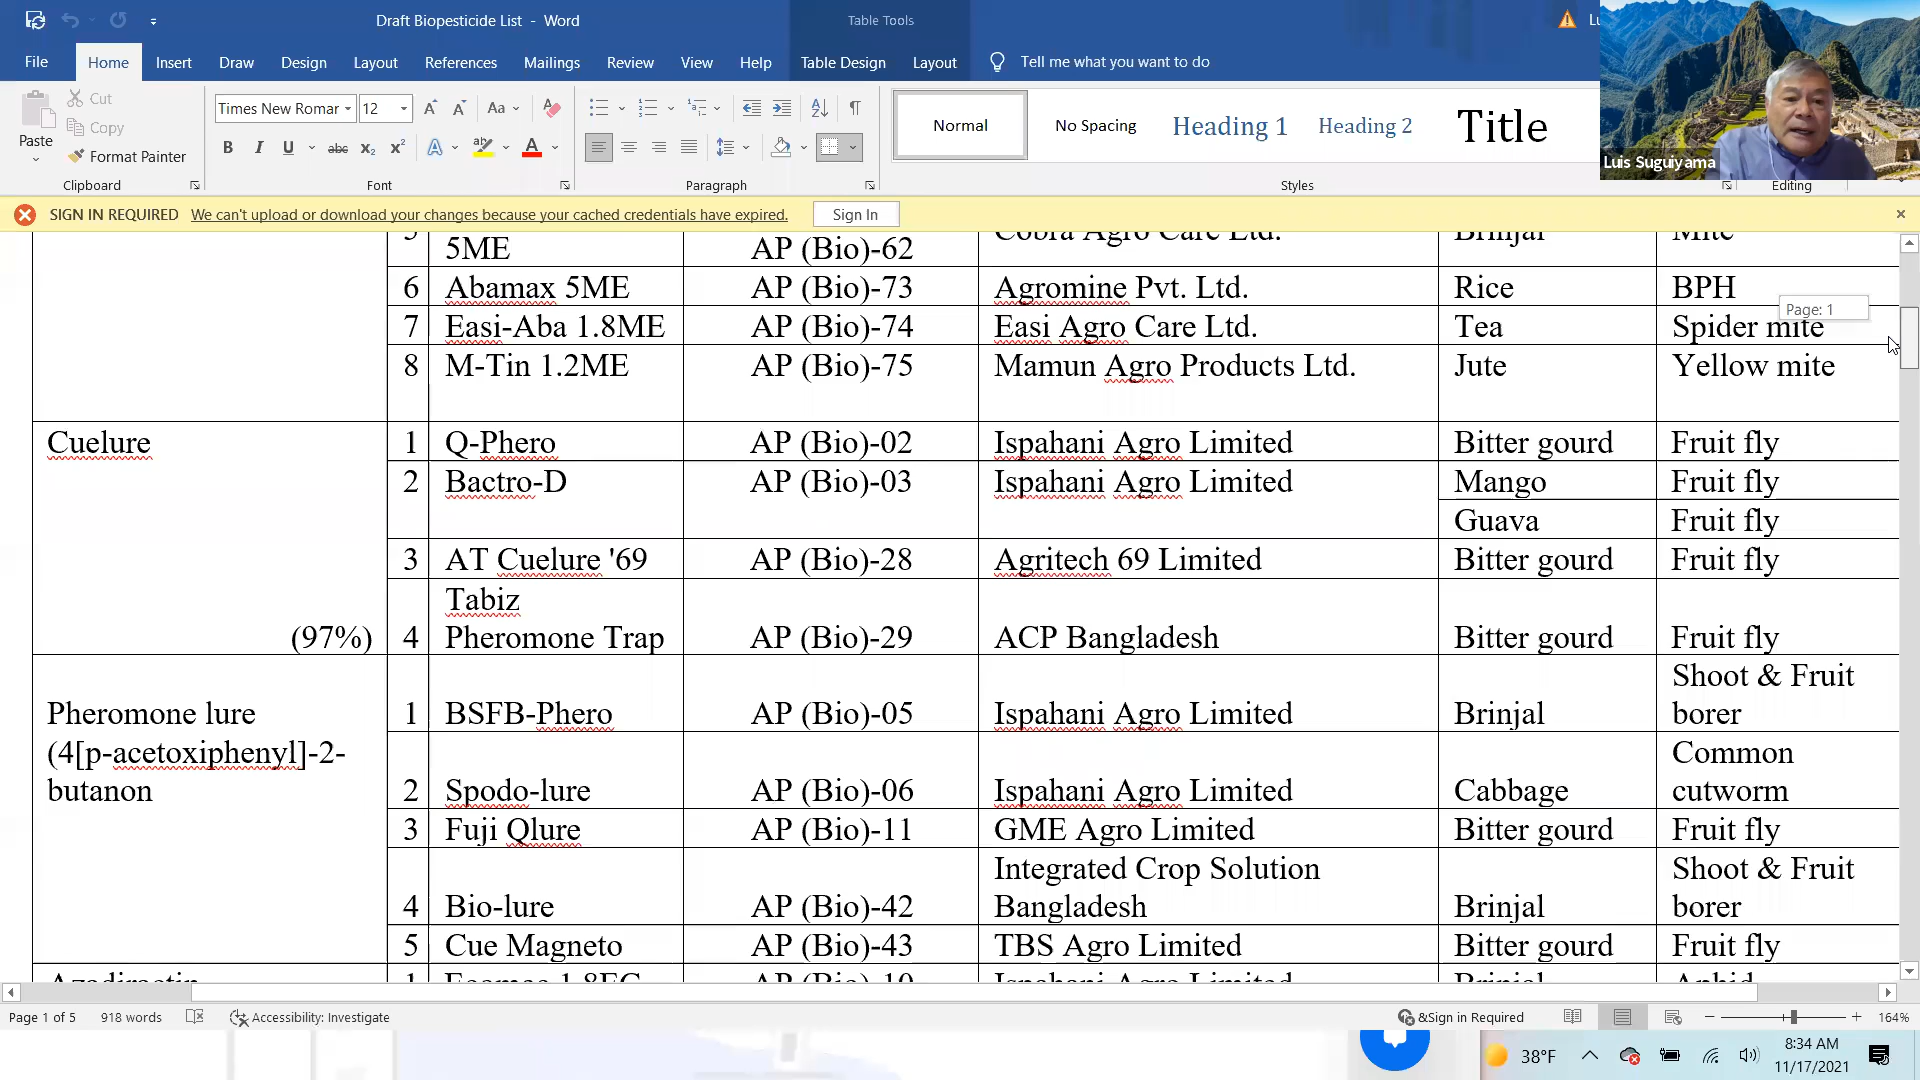 Draft Biopesticide List - Word
Table Tools
Lu
File Home Insert Draw Design Layout References Mailings Review View Help Table Design Layout Tell me what you want to do
Paste
Cut
Copy
Format Painter
Clipboard
Times New Romar 12
Font
Paragraph
Normal
No Spacing
Heading 1
Heading 2
Title
Styles
Editing
Luis Suguiyama
SIGN IN REQUIRED We can't upload or download your changes because your cached credentials have expired. Sign In
5ME AP (Bio)-62 Cobra Agro Care Ltd. Brinjal Mite
6 Abamax 5ME AP (Bio)-73 Agromine Pvt. Ltd. Rice BPH
Page: 1
7 Easi-Aba 1.8ME AP (Bio)-74 Easi Agro Care Ltd. Tea Spider mite
8 M-Tin 1.2ME AP (Bio)-75 Mamun Agro Products Ltd. Jute Yellow mite
Cuelure 1 Q-Phero AP (Bio)-02 Ispahani Agro Limited Bitter gourd Fruit fly
2 Bactro-D AP (Bio)-03 Ispahani Agro Limited Mango Fruit fly
Guava Fruit fly
3 AT Cuelure '69 AP (Bio)-28 Agritech 69 Limited Bitter gourd Fruit fly
Tabiz
(97%) 4 Pheromone Trap AP (Bio)-29 ACP Bangladesh Bitter gourd Fruit fly
Shoot & Fruit
Pheromone lure 1 BSFB-Phero AP (Bio)-05 Ispahani Agro Limited Brinjal borer
(4[p-acetoxiphenyl]-2- Common
butanon 2 Spodo-lure AP (Bio)-06 Ispahani Agro Limited Cabbage cutworm
3 Fuji Qlure AP (Bio)-11 GME Agro Limited Bitter gourd Fruit fly
Integrated Crop Solution Shoot & Fruit
4 Bio-lure AP (Bio)-42 Bangladesh Brinjal borer
5 Cue Magneto AP (Bio)-43 TBS Agro Limited Bitter gourd Fruit fly
Page 1 of 5 918 words Accessibility: Investigate &Sign in Required 164%
38°F
8:34 AM
11/17/2021